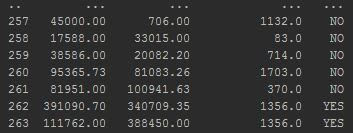 ..       ...        ...     ...  ...
257  45000.00     706.00  1132.0   NO
258  17588.00   33015.00    83.0   NO
259  38586.00   20082.20   714.0   NO
260  95365.73   81083.26  1703.0   NO
261  81951.00  100941.63   370.0   NO
262 391090.70  340709.35  1356.0  YES
263 111762.00  388450.00  1356.0  YES